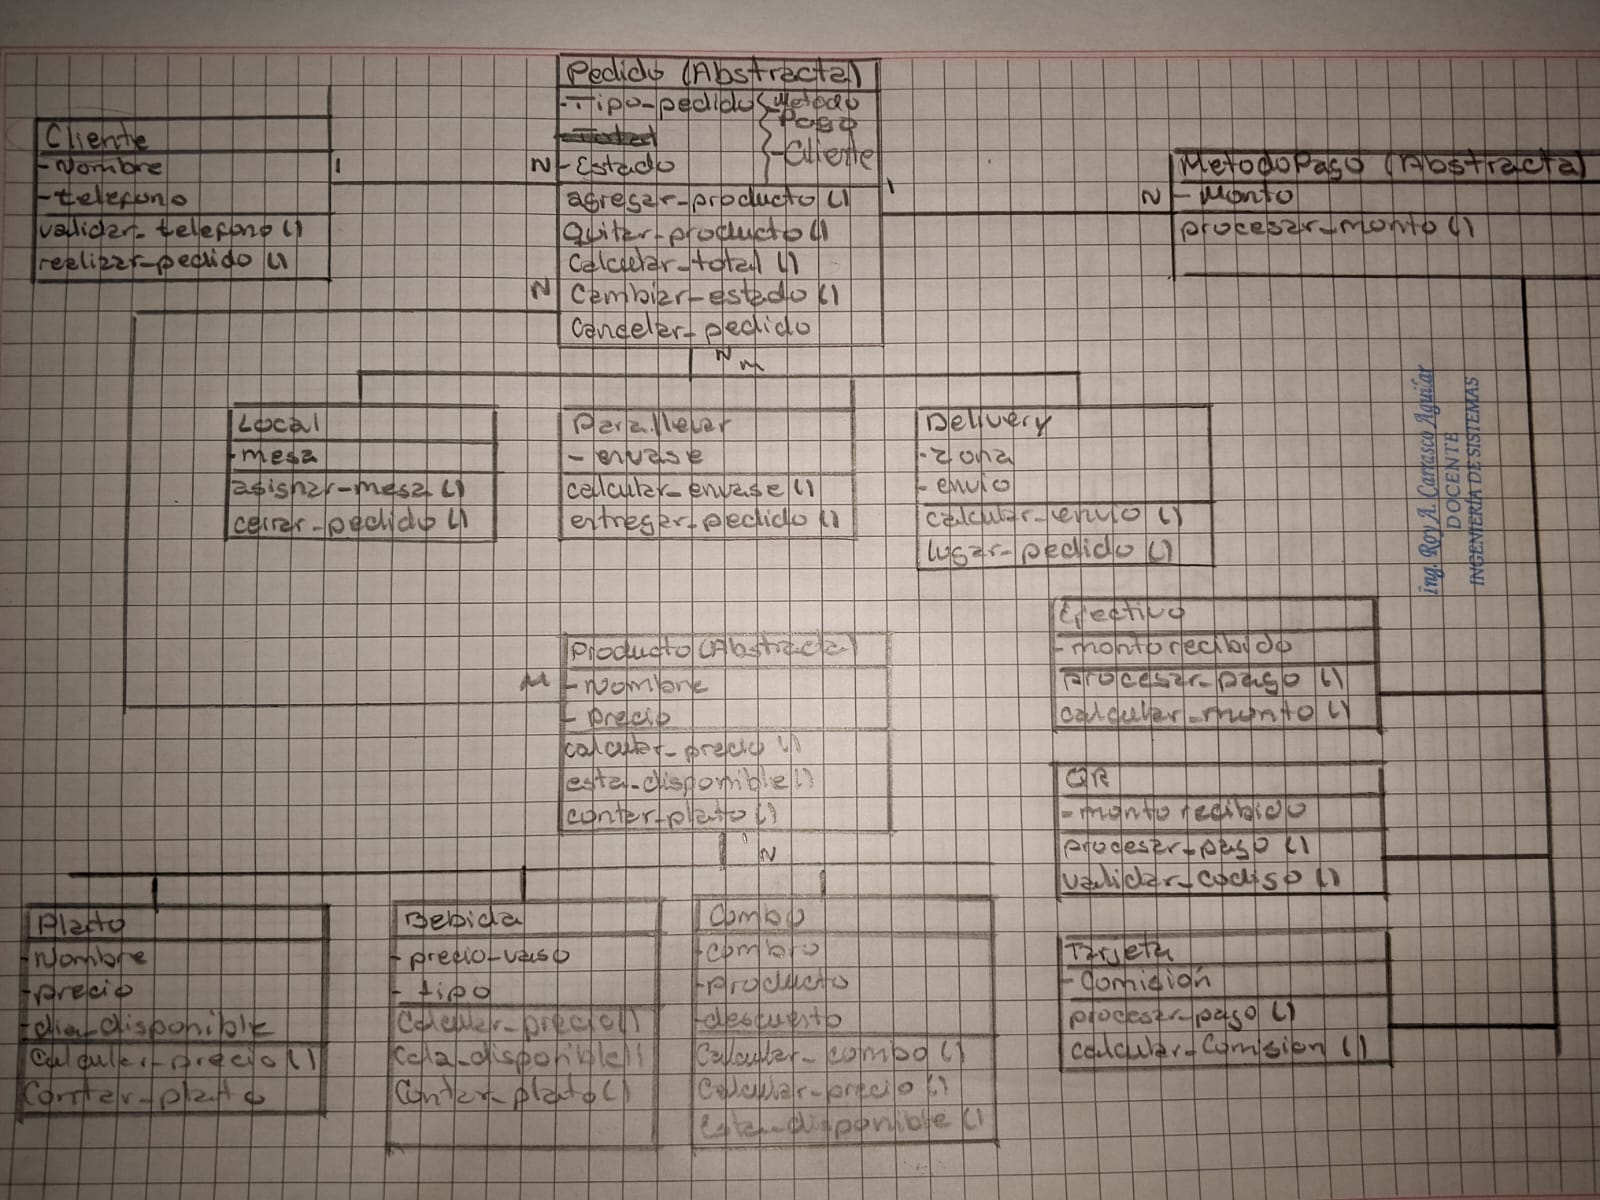 Pedido (Abstracta)
-Tipo-pedido
-Metodo
Pago
-Cliente
-Estado
agregar-producto ()
Quitar-producto ()
Calcular-total ()
Cambiar-estado ()
Cancelar-pedido
Cliente
-Nombre
-telefono
validar-telefono ()
realizar-pedido ()
1
N
1
N
N
N
M
MetodoPago (Abstracta)
-Monto
procesar-monto ()
Local
-mesa
asignar-mesa ()
cerrar-pedido ()
Para llevar
-envase
calcular-envase ()
entregar-pedido ()
Delivery
-zona
-envio
calcular-envio ()
lugar-pedido ()
Ing. Roy A. Carrasco Aguilar
DOCENTE
INGENIERÍA DE SISTEMAS
Producto (Abstracta)
M
-Nombre
-precio
calcular-precio ()
esta-disponible ()
contar-plato ()
N
Efectivo
-monto recibido
procesar-pago ()
calcular-monto ()
QR
-monto recibido
procesar-pago ()
validar-codigo ()
Tarjeta
-Comisión
procesar-pago ()
calcular-Comision ()
Plato
-Nombre
-precio
-dia-disponible
Calcular-precio ()
Contar-plato
Bebida
-precio-vaso
-tipo
Calcular-precio ()
Contar-plato ()
Combo
-combro
-producto
-descuento
Calcular-combo ()
Calcular-precio ()
Esta-disponible ()